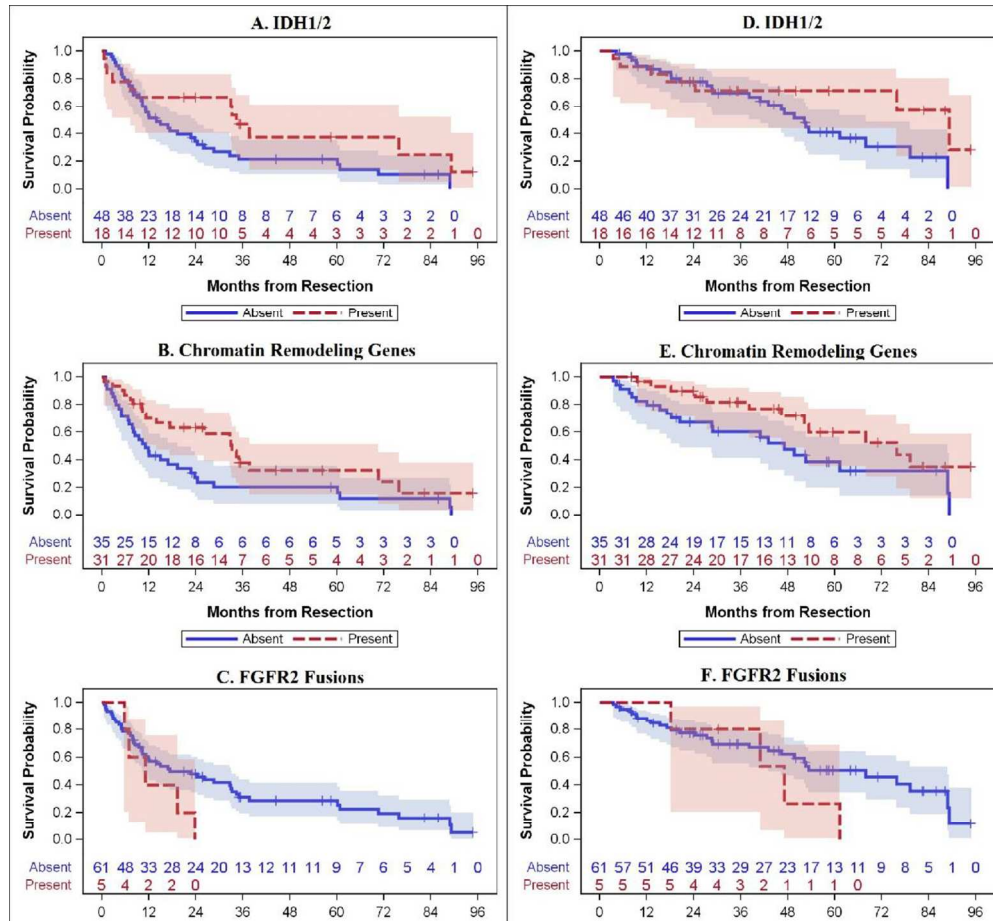 A. IDH1/2
Survival Probability
1.0
0.8
0.6
0.4
0.2
0.0
Absent 48 38 23 18 14 10 8 8 7 7 6 4 3 3 2 0
Present 18 14 12 12 10 10 5 4 4 4 3 3 3 2 2 1 0
0 12 24 36 48 60 72 84 96
Months from Resection
Absent Present
B. Chromatin Remodeling Genes
Survival Probability
1.0
0.8
0.6
0.4
0.2
0.0
Absent 35 25 15 12 8 6 6 6 6 6 5 3 3 3 3 0
Present 31 27 20 18 16 14 7 6 5 5 4 4 3 2 1 1 0
0 12 24 36 48 60 72 84 96
Months from Resection
Absent Present
C. FGFR2 Fusions
Survival Probability
1.0
0.8
0.6
0.4
0.2
0.0
Absent 61 48 33 28 24 20 13 12 11 11 9 7 6 5 4 1 0
Present 5 4 2 2 0
0 12 24 36 48 60 72 84 96
D. IDH1/2
Survival Probability
1.0
0.8
0.6
0.4
0.2
0.0
Absent 48 46 40 37 31 26 24 21 17 12 9 6 4 4 2 0
Present 18 16 16 14 12 11 8 8 7 6 5 5 5 4 3 1 0
0 12 24 36 48 60 72 84 96
Months from Resection
Absent Present
E. Chromatin Remodeling Genes
Survival Probability
1.0
0.8
0.6
0.4
0.2
0.0
Absent 35 31 28 24 19 17 15 13 11 8 6 3 3 3 3 0
Present 31 31 28 27 24 20 17 16 13 10 8 8 6 5 2 1 0
0 12 24 36 48 60 72 84 96
Months from Resection
Absent Present
F. FGFR2 Fusions
Survival Probability
1.0
0.8
0.6
0.4
0.2
0.0
Absent 61 57 51 46 39 33 29 27 23 17 13 11 9 8 5 1 0
Present 5 5 5 5 4 4 3 2 1 1 1 0
0 12 24 36 48 60 72 84 96